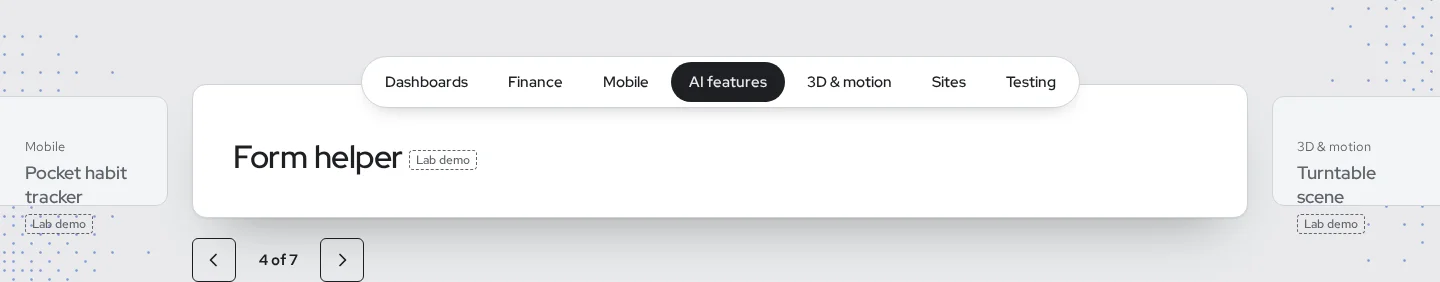 Dashboards Finance Mobile AI features 3D & motion Sites Testing
Mobile
Pocket habit
tracker
Lab demo
Form helper Lab demo
3D & motion
Turntable
scene
Lab demo
4 of 7